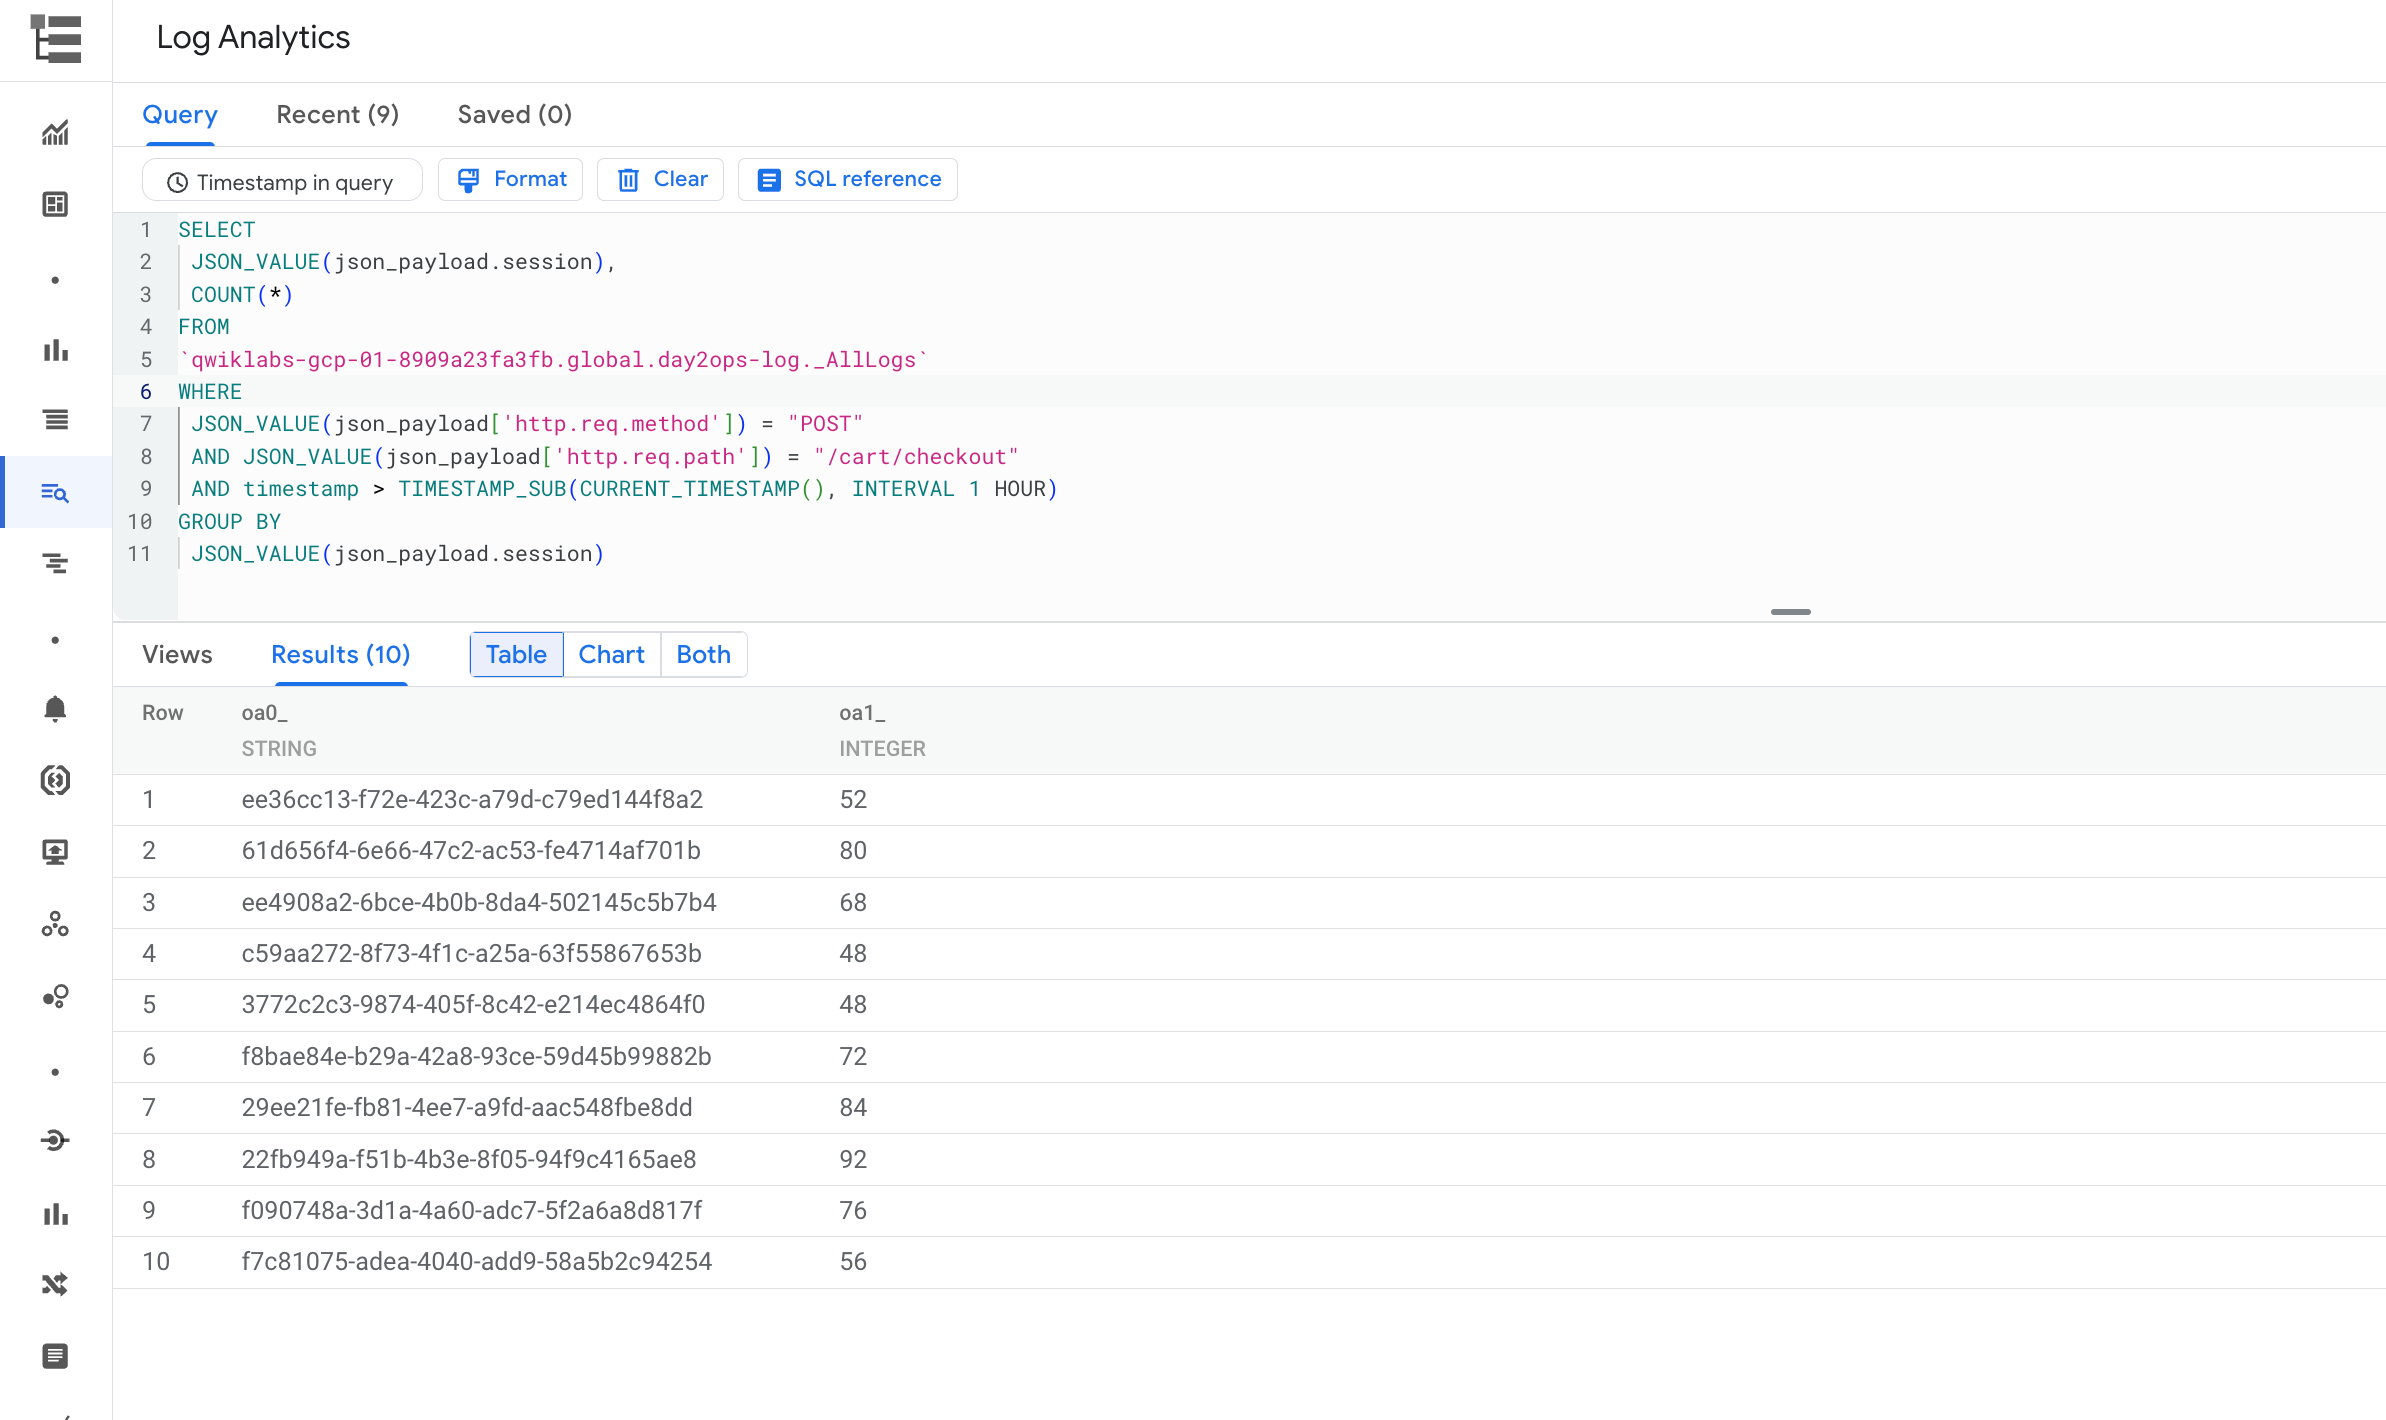 Log Analytics
Query Recent (9) Saved (0)
Timestamp in query Format Clear SQL reference
1 SELECT
2 JSON_VALUE(json_payload.session),
3 COUNT(*)
4 FROM
5 `qwiklabs-gcp-01-8909a23fa3fb.global.day2ops-log._AllLogs`
6 WHERE
7 JSON_VALUE(json_payload['http.req.method']) = "POST"
8 AND JSON_VALUE(json_payload['http.req.path']) = "/cart/checkout"
9 AND timestamp > TIMESTAMP_SUB(CURRENT_TIMESTAMP(), INTERVAL 1 HOUR)
10 GROUP BY
11 JSON_VALUE(json_payload.session)
Views Results (10) Table Chart Both
Row oa0_ oa1_
STRING INTEGER
1 ee36cc13-f72e-423c-a79d-c79ed144f8a2 52
2 61d656f4-6e66-47c2-ac53-fe4714af701b 80
3 ee4908a2-6bce-4b0b-8da4-502145c5b7b4 68
4 c59aa272-8f73-4f1c-a25a-63f55867653b 48
5 3772c2c3-9874-405f-8c42-e214ec4864f0 48
6 f8bae84e-b29a-42a8-93ce-59d45b99882b 72
7 29ee21fe-fb81-4ee7-a9fd-aac548fbe8dd 84
8 22fb949a-f51b-4b3e-8f05-94f9c4165ae8 92
9 f090748a-3d1a-4a60-adc7-5f2a6a8d817f 76
10 f7c81075-adea-4040-add9-58a5b2c94254 56